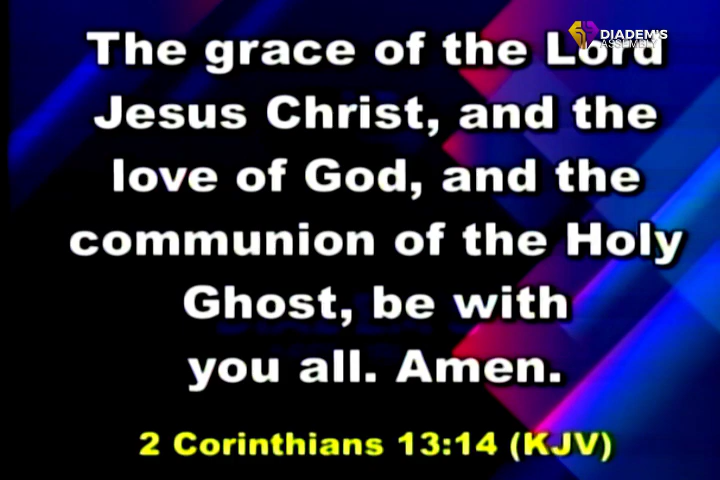 DIADEM'S
ASSEMBLY
The grace of the Lord
Jesus Christ, and the
love of God, and the
communion of the Holy
Ghost, be with
you all. Amen.
2 Corinthians 13:14 (KJV)